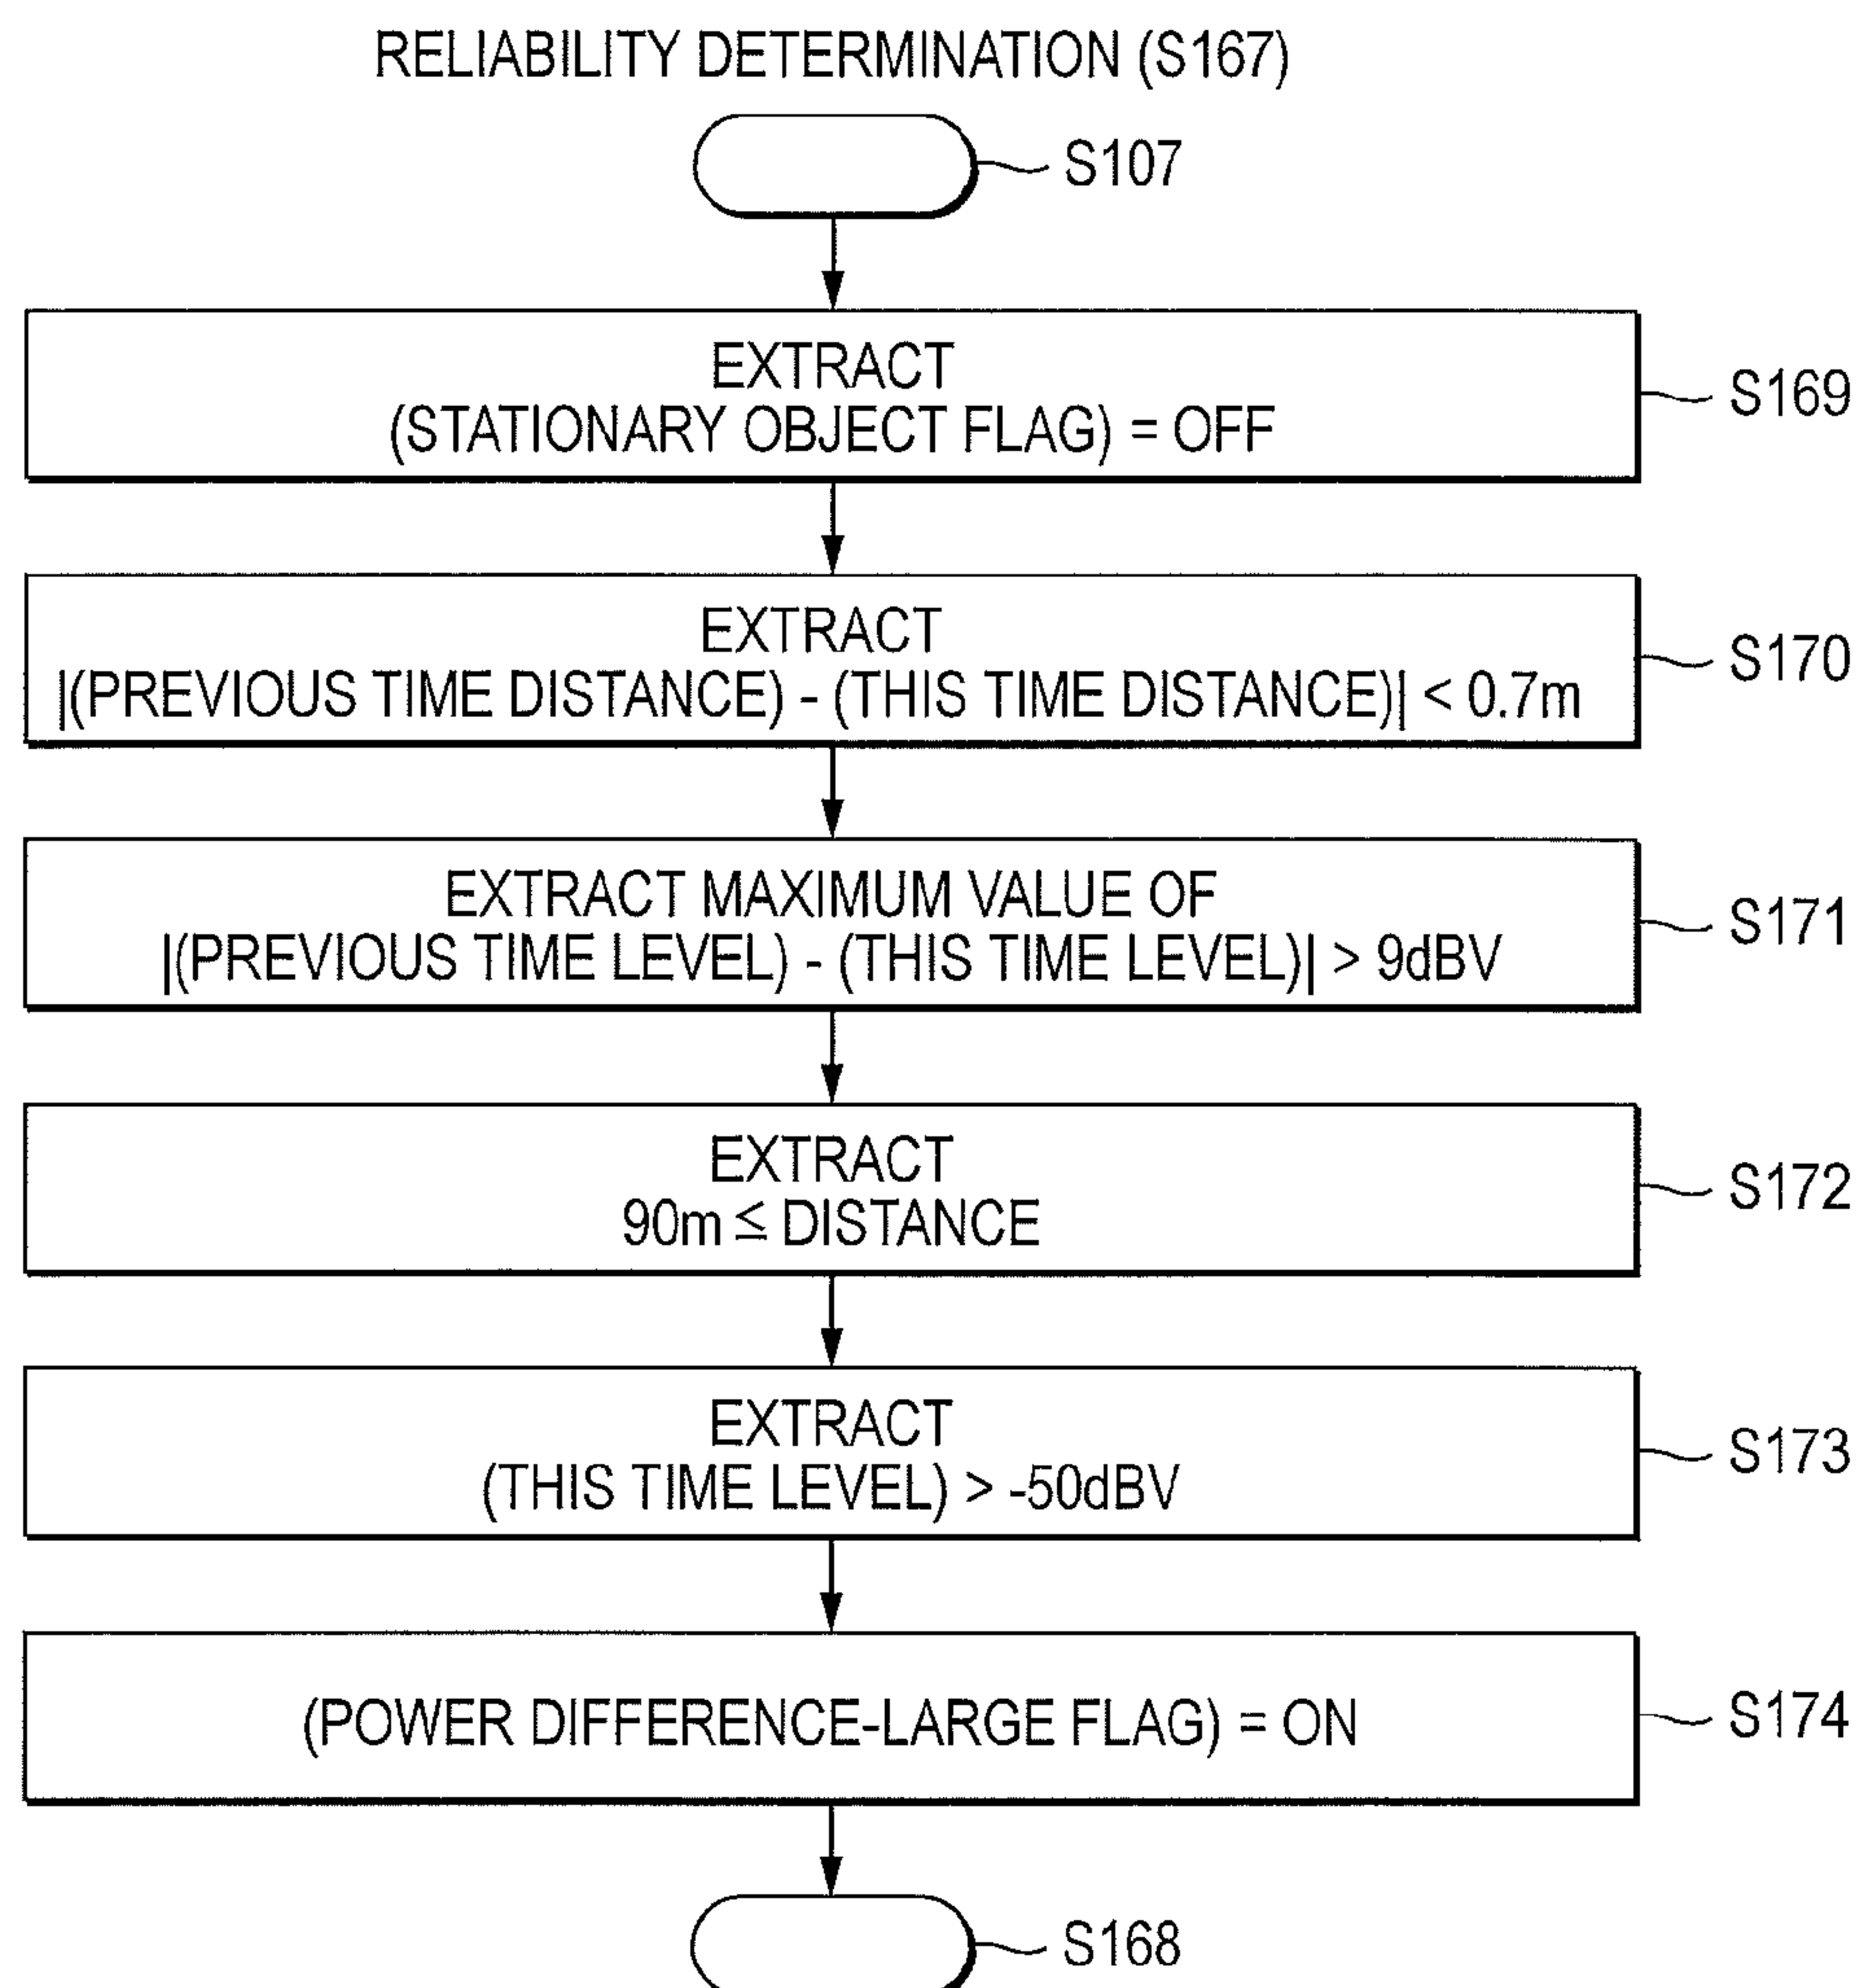 RELIABILITY DETERMINATION (S167)
S107
EXTRACT
(STATIONARY OBJECT FLAG) = OFF
S169
EXTRACT
|(PREVIOUS TIME DISTANCE) - (THIS TIME DISTANCE)| < 0.7m
S170
EXTRACT MAXIMUM VALUE OF
|(PREVIOUS TIME LEVEL) - (THIS TIME LEVEL)| > 9dBV
S171
EXTRACT
90m ≤ DISTANCE
S172
EXTRACT
(THIS TIME LEVEL) > -50dBV
S173
(POWER DIFFERENCE-LARGE FLAG) = ON
S174
S168